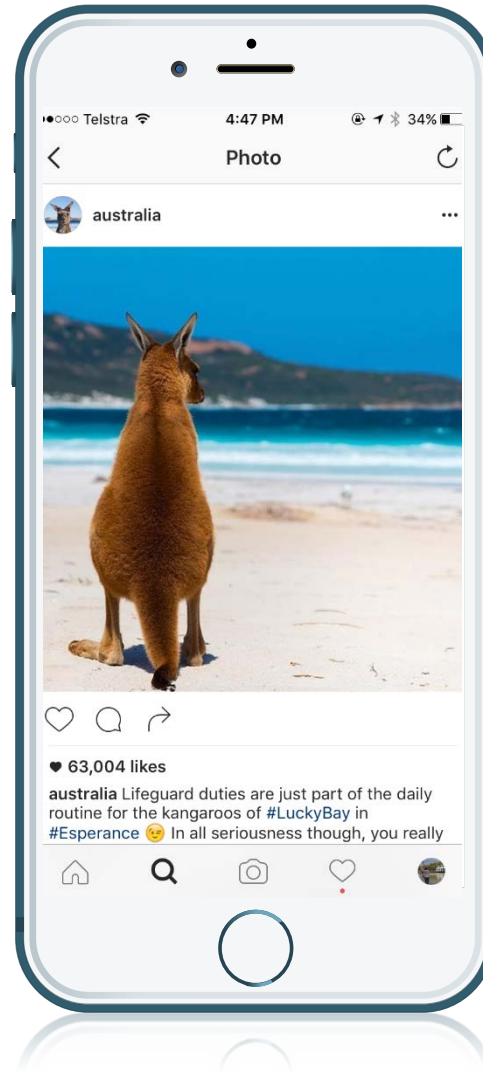 Telstra 4:47 PM 34%
Photo
australia
63,004 likes
australia Lifeguard duties are just part of the daily
routine for the kangaroos of #LuckyBay in
#Esperance 😉 In all seriousness though, you really